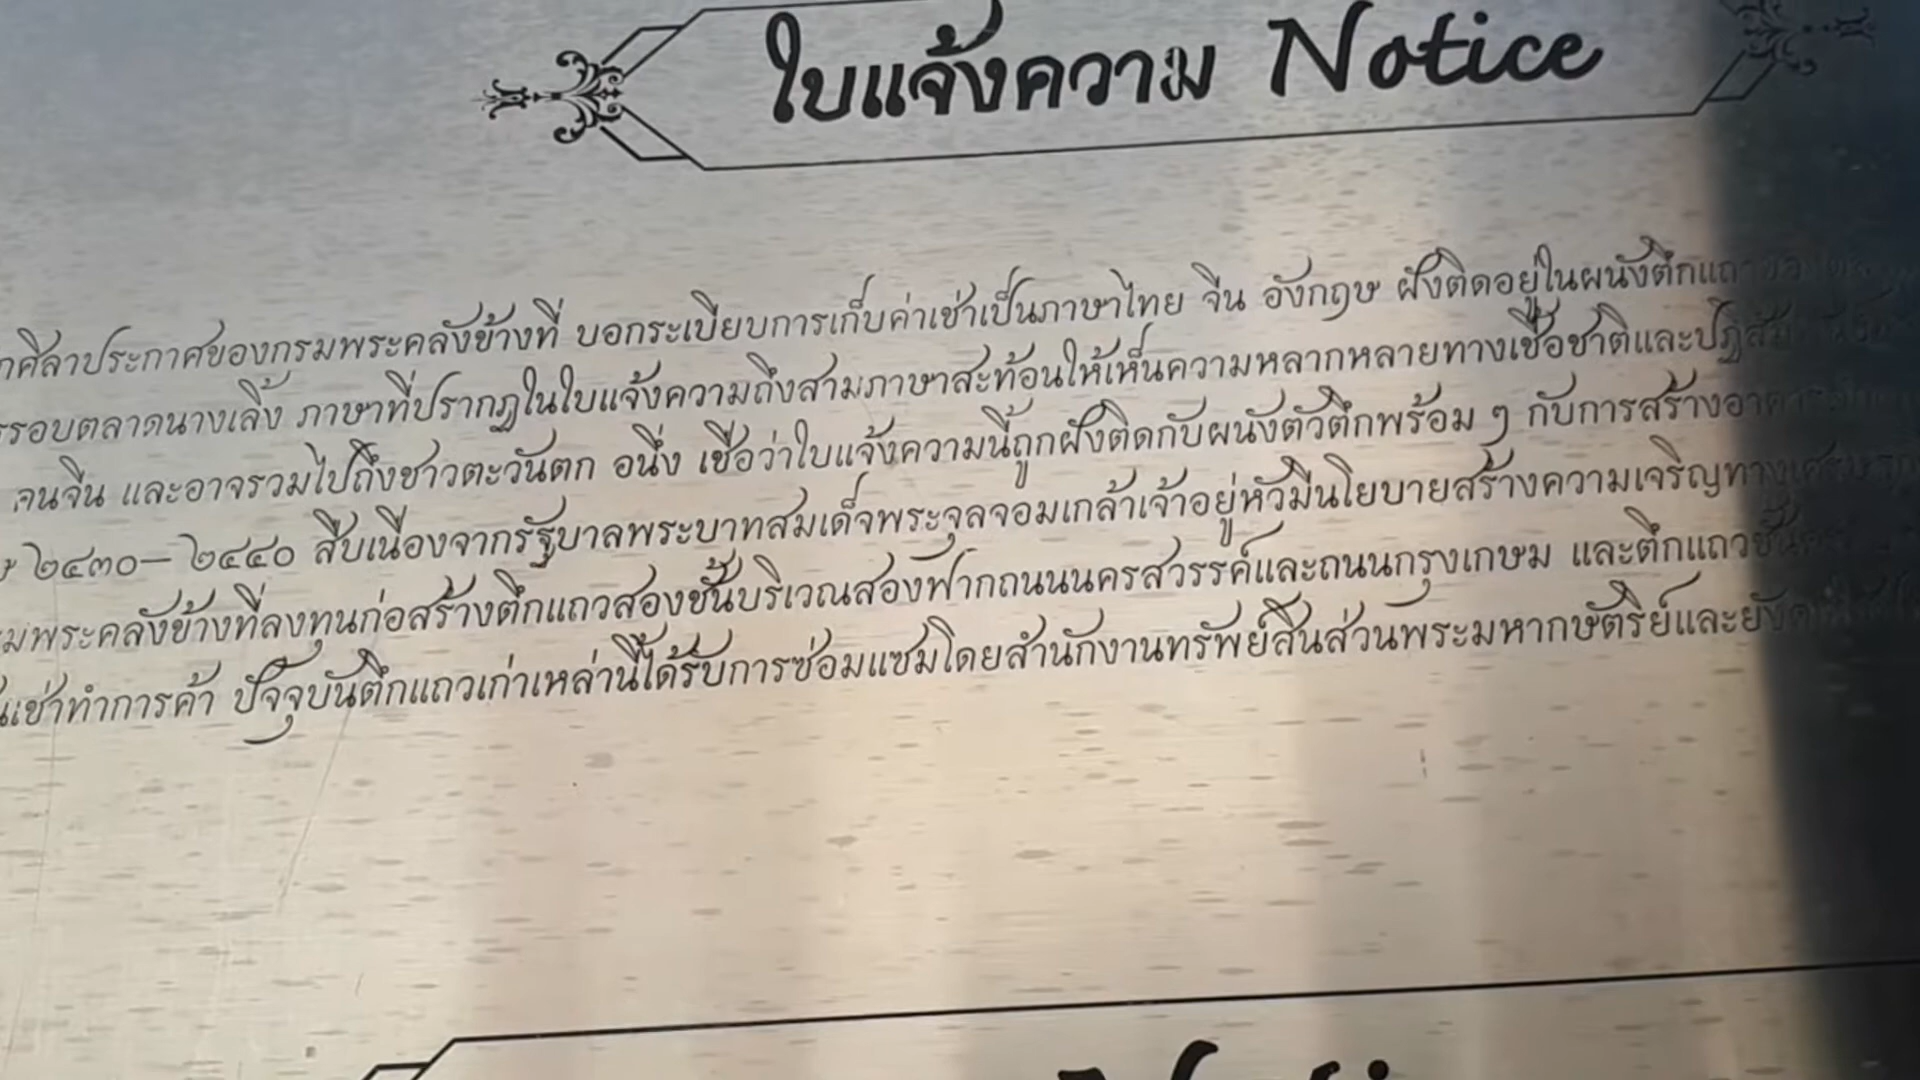 ใบแจ้งความ Notice
ศิลาประกาศของกรมพระคลังข้างที่ บอกระเบียบการเก็บค่าเช่าเป็นภาษาไทย จีน อังกฤษ ฝังติดอยู่ในผนังตึกแถว
รอบตลาดนางเลิ้ง ภาษาที่ปรากฏในใบแจ้งความถึงสามภาษาสะท้อนให้เห็นความหลากหลายทางเชื้อชาติและ
คนจีน และอาจรวมไปถึงชาวตะวันตก อนึ่ง เชื่อว่าใบแจ้งความนี้ถูกฝังติดกับผนังตัวตึกพร้อม ๆ กับการสร้างอาคาร
๒๔๓๐–๒๔๔๐ สืบเนื่องจากรัฐบาลพระบาทสมเด็จพระจุลจอมเกล้าเจ้าอยู่หัวมีนโยบายสร้างความเจริญทางเศรษฐกิจ
มพระคลังข้างที่ลงทุนก่อสร้างตึกแถวสองชั้นบริเวณสองฟากถนนนครสวรรค์และถนนกรุงเกษม และตึกแถวชั้น
เช่าทำการค้า ปัจจุบันตึกแถวเก่าเหล่านี้ได้รับการซ่อมแซมโดยสำนักงานทรัพย์สินส่วนพระมหากษัตริย์และยัง